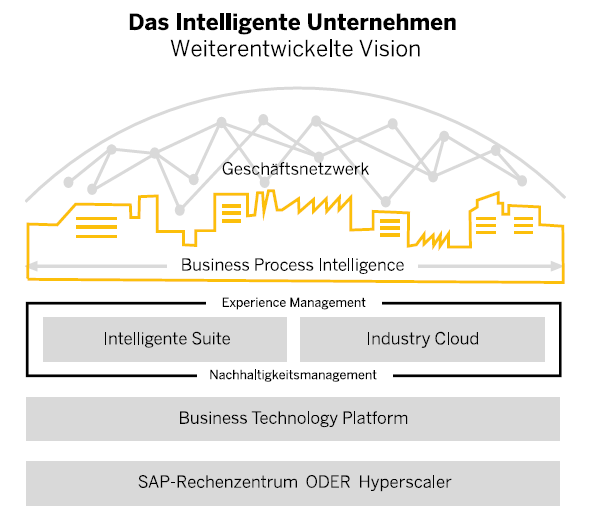 Das Intelligente Unternehmen
Weiterentwickelte Vision
Geschäftsnetzwerk
Business Process Intelligence
Experience Management
Intelligente Suite
Industry Cloud
Nachhaltigkeitsmanagement
Business Technology Platform
SAP-Rechenzentrum ODER Hyperscaler